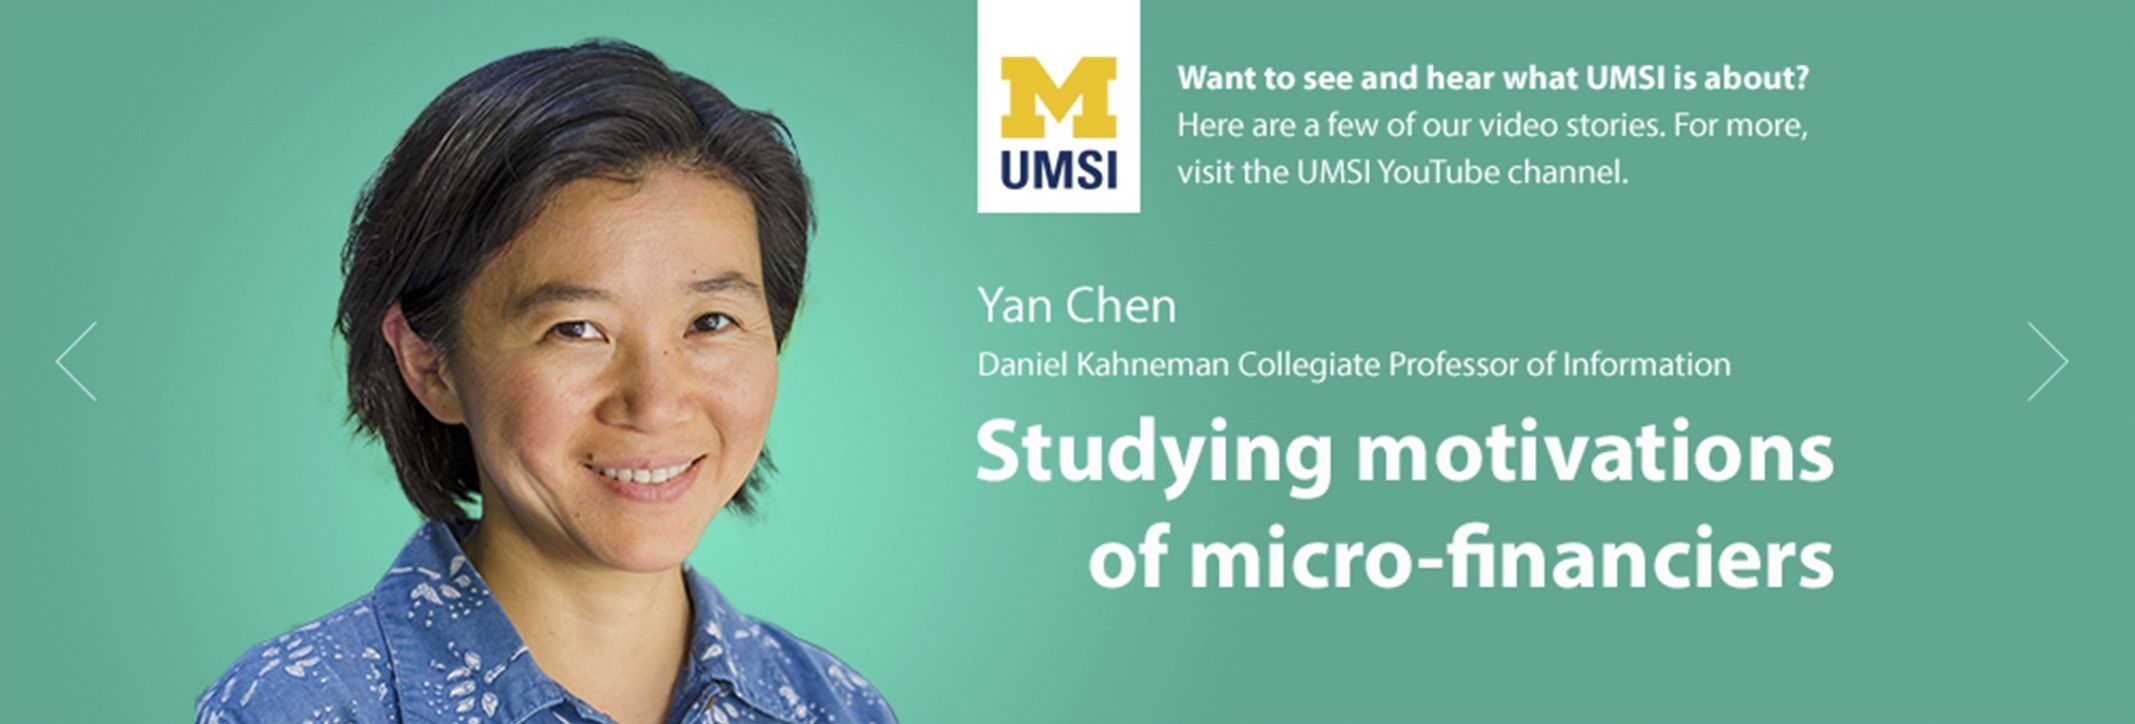 M
UMSI
Want to see and hear what UMSI is about?
Here are a few of our video stories. For more,
visit the UMSI YouTube channel.
Yan Chen
Daniel Kahneman Collegiate Professor of Information
Studying motivations
of micro-financiers